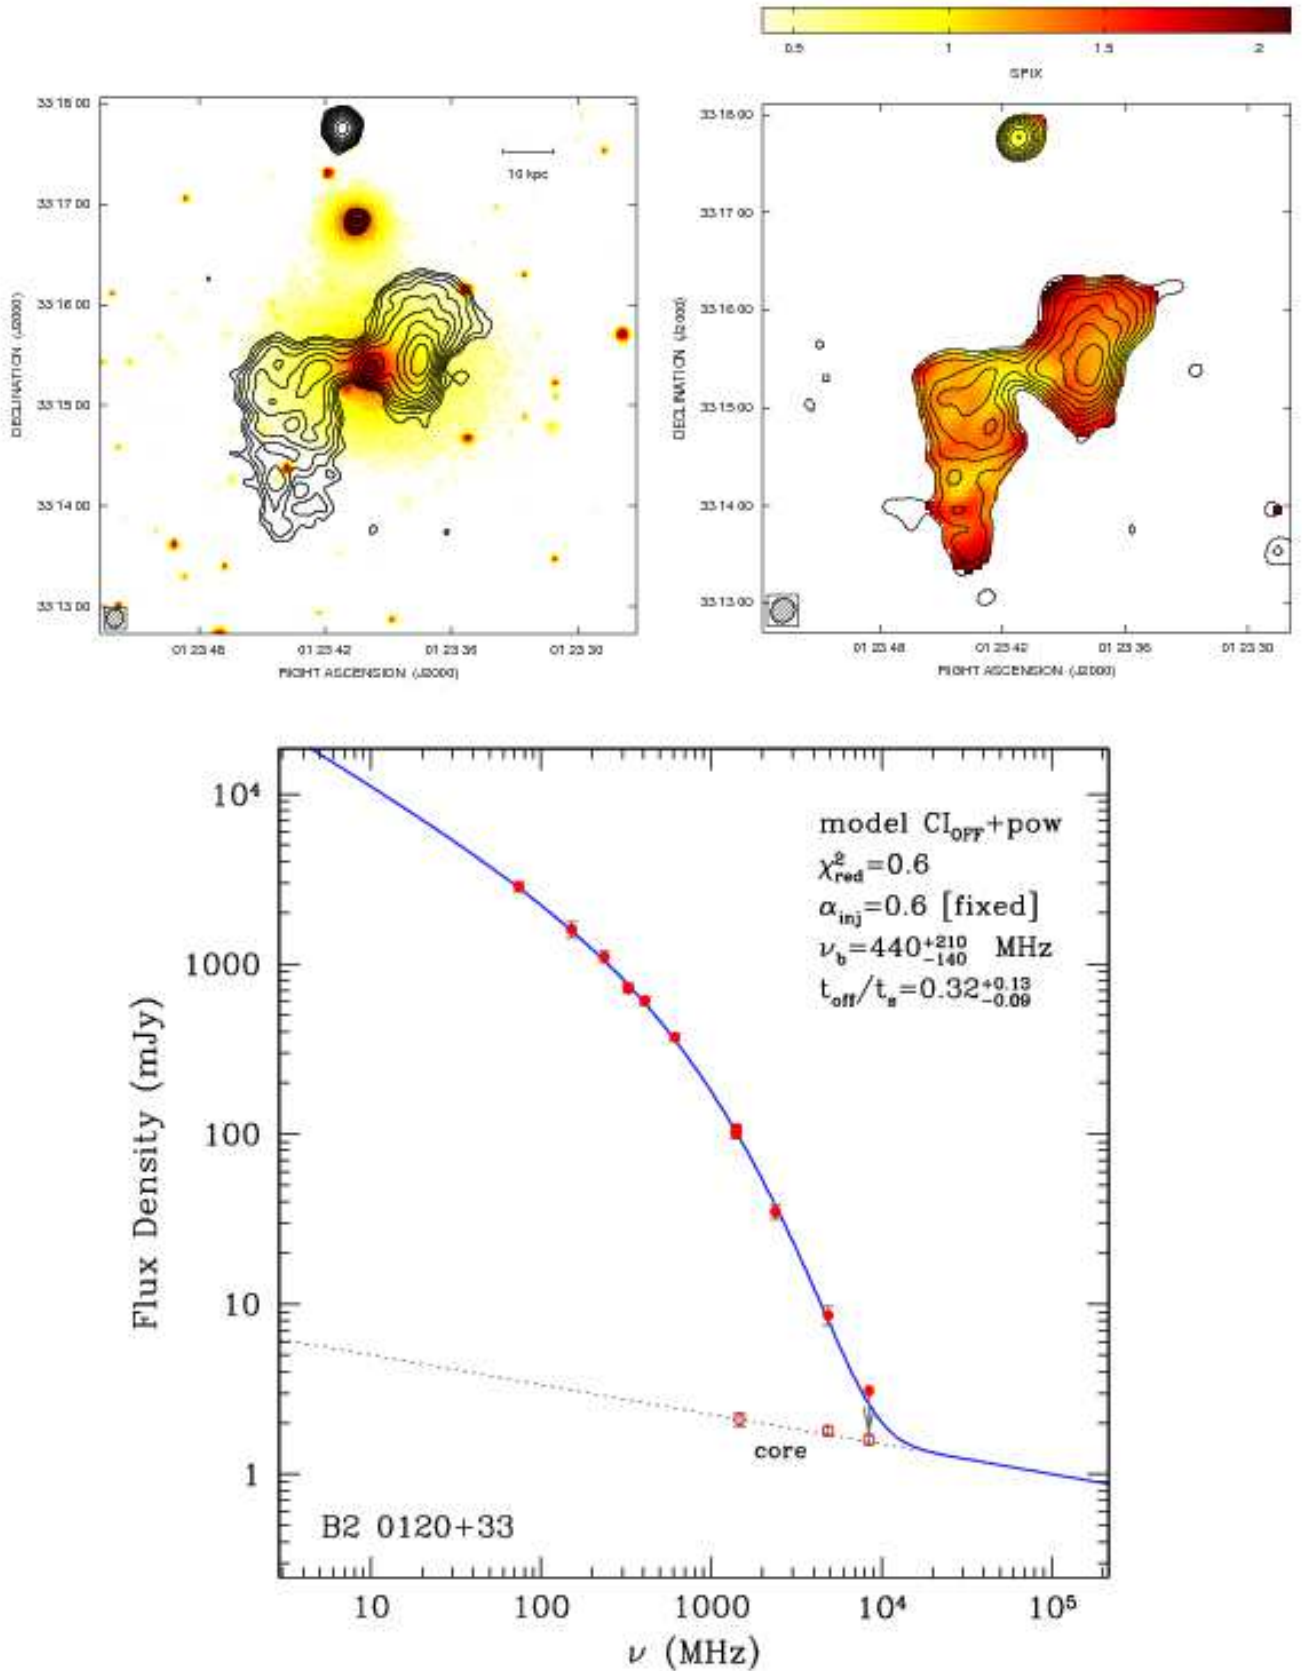 0.5 1 1.5 2
SPIX
33 18 00
33 17 00
33 16 00
33 15 00
33 14 00
33 13 00
DECLINATION (J2000)
10 kpc
01 23 48 01 23 42 01 23 36 01 23 30
RIGHT ASCENSION (J2000)
33 18 00
33 17 00
33 16 00
33 15 00
33 14 00
33 13 00
DECLINATION (J2000)
01 23 48 01 23 42 01 23 36 01 23 30
RIGHT ASCENSION (J2000)
model CI_OFF+pow
χ²_red=0.6
α_inj=0.6 [fixed]
ν_b=440^{+210}_{-140} MHz
t_off/t_s=0.32^{+0.13}_{-0.09}
10⁴
1000
100
10
1
Flux Density (mJy)
core
B2 0120+33
10 100 1000 10⁴ 10⁵
ν (MHz)